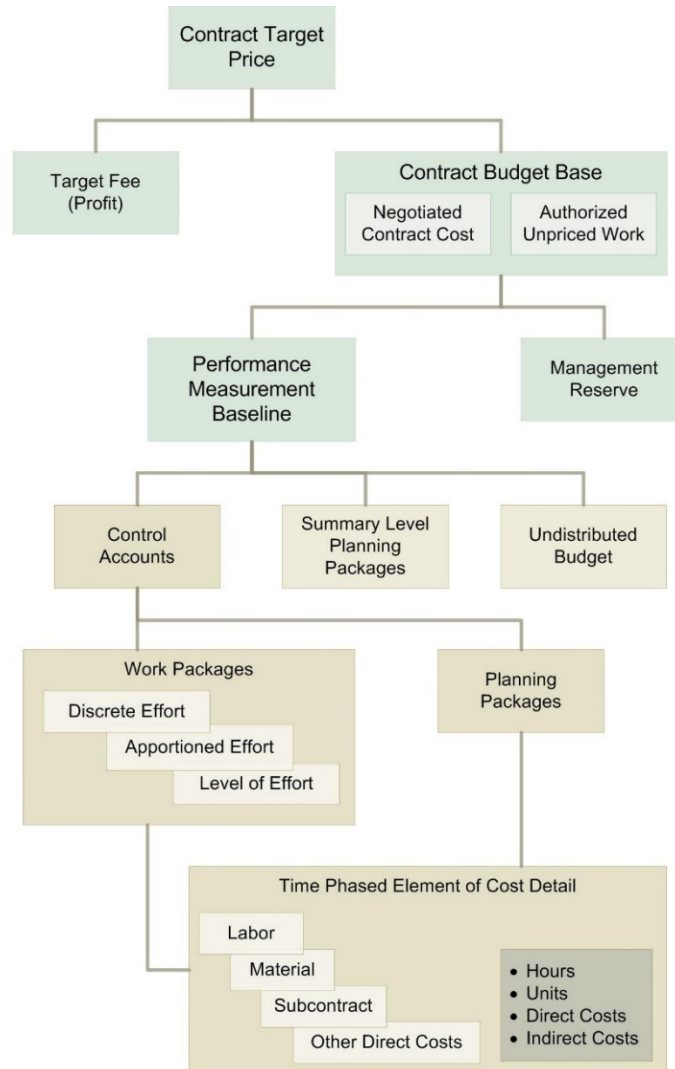 Contract Target
Price
Target Fee
(Profit)
Contract Budget Base
Negotiated
Contract Cost
Authorized
Unpriced Work
Performance
Measurement
Baseline
Management
Reserve
Control
Accounts
Summary Level
Planning
Packages
Undistributed
Budget
Work Packages
Discrete Effort
Apportioned Effort
Level of Effort
Planning
Packages
Time Phased Element of Cost Detail
Labor
Material
Subcontract
Other Direct Costs
• Hours
• Units
• Direct Costs
• Indirect Costs